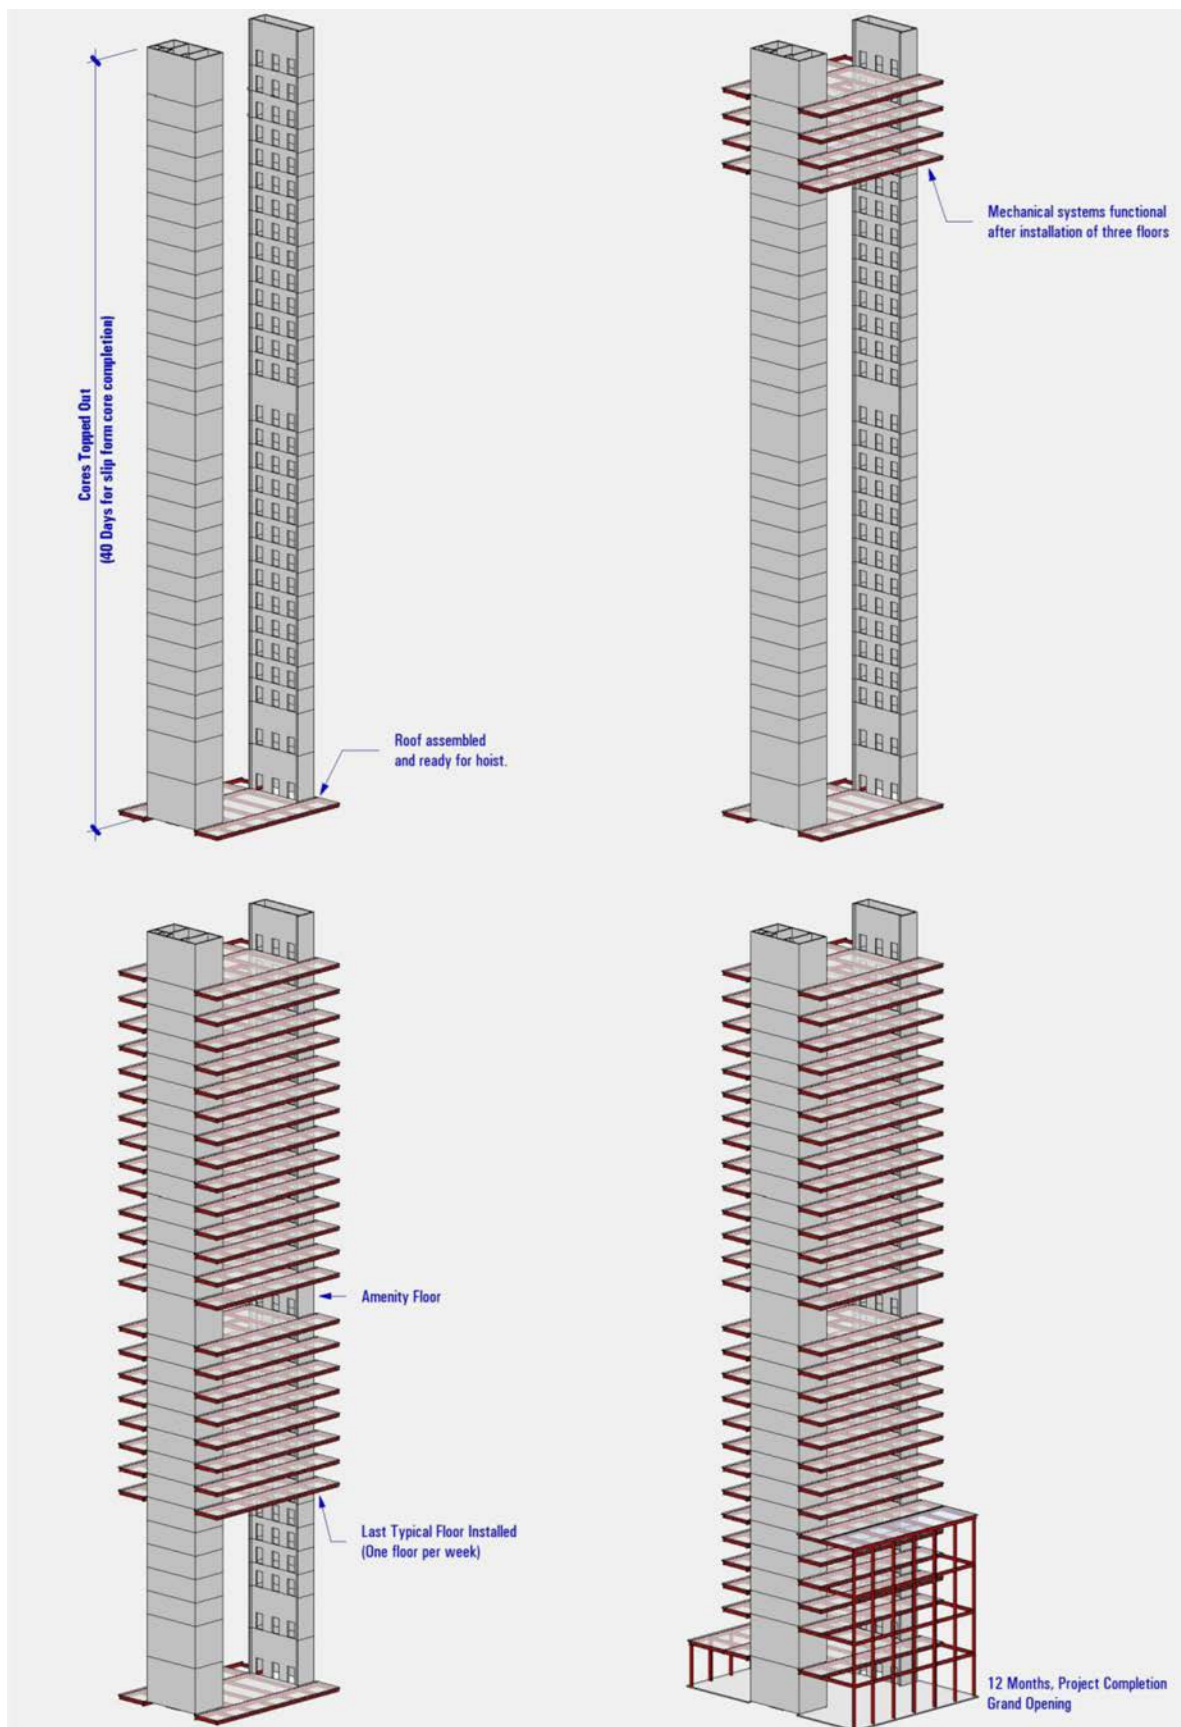 Cores Topped Out
(40 Days for slip form core completion)
Roof assembled
and ready for hoist.
Mechanical systems functional
after installation of three floors
Amenity Floor
Last Typical Floor Installed
(One floor per week)
12 Months, Project Completion
Grand Opening